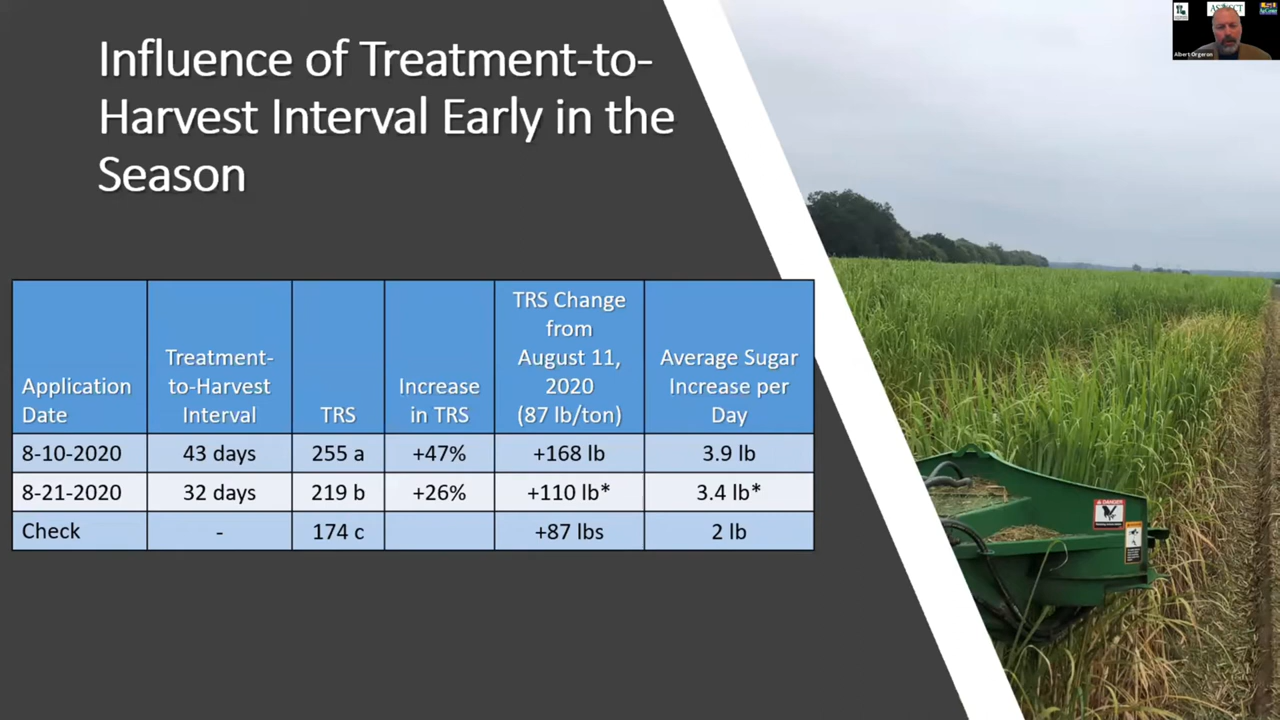 Influence of Treatment-to-
Harvest Interval Early in the
Season
Application
Date
Treatment-
to-Harvest
Interval
TRS
Increase
in TRS
TRS Change
from
August 11,
2020
(87 lb/ton)
Average Sugar
Increase per
Day
8-10-2020
43 days
255 a
+47%
+168 lb
3.9 lb
8-21-2020
32 days
219 b
+26%
+110 lb*
3.4 lb*
Check
-
174 c
+87 lbs
2 lb
DANGER
Albert Orgeron